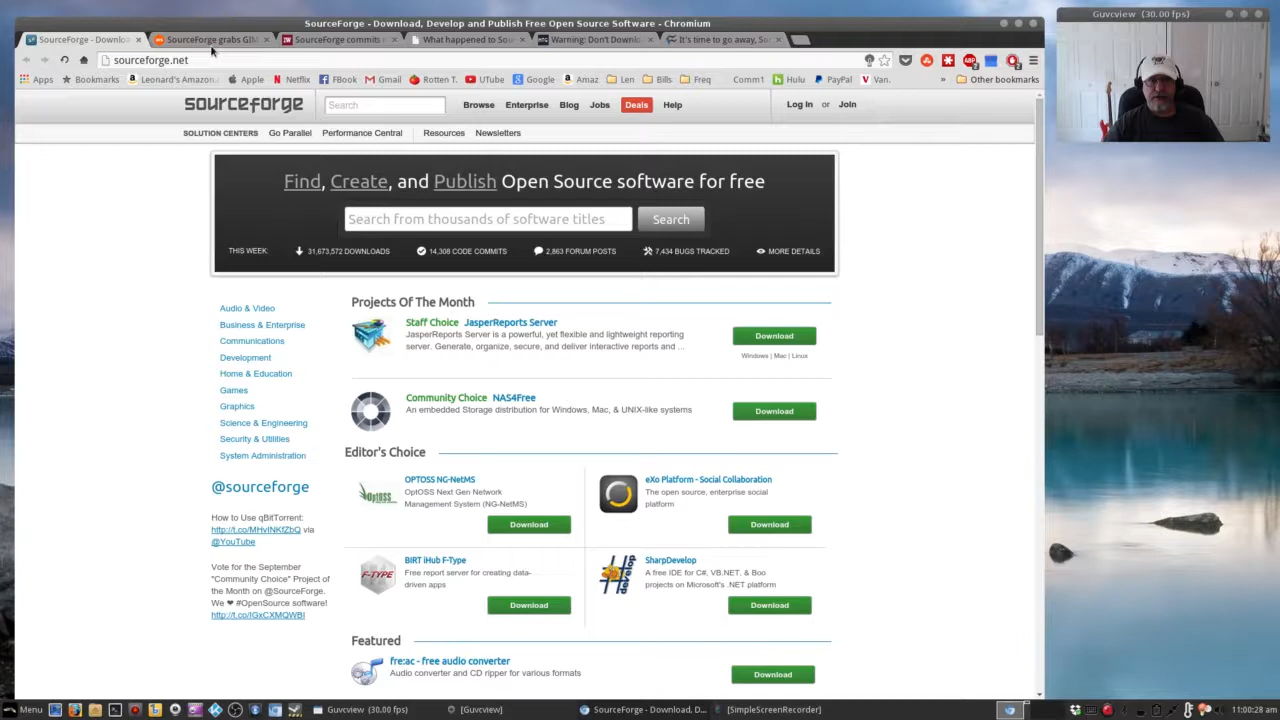 SourceForge - Download, Develop and Publish Free Open Source Software - Chromium
Guvcview (30.00 fps)
SourceForge - Downloa
SourceForge grabs GIM
SourceForge commits
What happened to Sou
Warning: Don't Downlo
It's time to go away, So
sourceforge.net
Apps
Bookmarks
Leonard's Amazon
Apple
Netflix
FBook
Gmail
Rotten T.
UTube
Google
Amaz
Len
Bills
Freq
Comm1
Hulu
PayPal
Van.
»
Other bookmarks
sourceforge
Search
Browse
Enterprise
Blog
Jobs
Deals
Help
Log In or Join
SOLUTION CENTERS
Go Parallel
Performance Central
Resources
Newsletters
Find, Create, and Publish Open Source software for free
Search from thousands of software titles
Search
THIS WEEK:
31,673,572 DOWNLOADS
14,308 CODE COMMITS
2,863 FORUM POSTS
7,434 BUGS TRACKED
MORE DETAILS
Audio & Video
Business & Enterprise
Communications
Development
Home & Education
Games
Graphics
Science & Engineering
Security & Utilities
System Administration
@sourceforge
How to Use qBitTorrent:
http://t.co/MHvINKfZbQ via
@YouTube
Vote for the September
"Community Choice" Project of
the Month on @SourceForge.
We ❤ #OpenSource software!
http://t.co/IGxCXMQWBI
Projects Of The Month
Staff Choice JasperReports Server
JasperReports Server is a powerful, yet flexible and lightweight reporting
server. Generate, organize, secure, and deliver interactive reports and ...
Download
Windows | Mac | Linux
Community Choice NAS4Free
An embedded Storage distribution for Windows, Mac, & UNIX-like systems
Download
Editor's Choice
OPTOSS NG-NetMS
OptOSS Next Gen Network
Management System (NG-NetMS)
Download
eXo Platform - Social Collaboration
The open source, enterprise social
platform
Download
BIRT iHub F-Type
Free report server for creating data-
driven apps
Download
SharpDevelop
A free IDE for C#, VB.NET, & Boo
projects on Microsoft's .NET platform
Download
Featured
fre:ac - free audio converter
Audio converter and CD ripper for various formats
Download
Menu
Guvcview (30.00 fps)
[Guvcview]
SourceForge - Download, D...
[SimpleScreenRecorder]
11:00:28 am